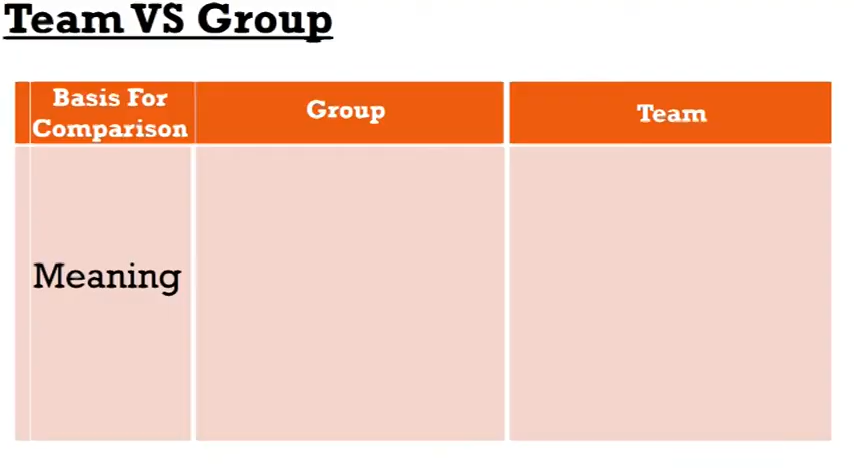 Team VS Group
Basis For
Comparison
Group
Team
Meaning